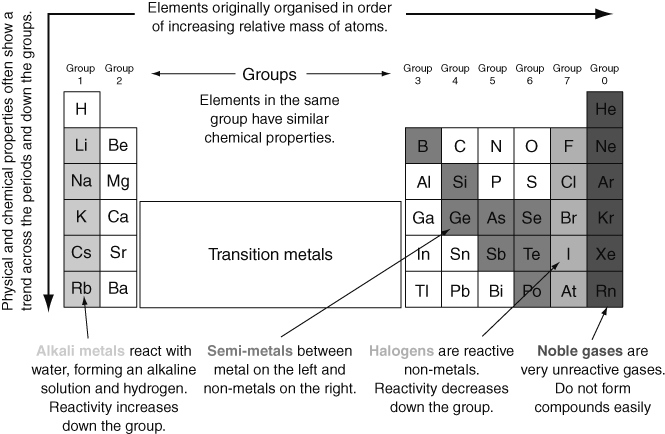 Elements originally organised in order
of increasing relative mass of atoms.
Physical and chemical properties often show a
trend across the periods and down the groups.
Group 1
Group 2
Groups
Elements in the same
group have similar
chemical properties.
Group 3
Group 4
Group 5
Group 6
Group 7
Group 0
H He
Li Be B C N O F Ne
Na Mg Al Si P S Cl Ar
K Ca Ga Ge As Se Br Kr
Cs Sr Transition metals In Sn Sb Te I Xe
Rb Ba Tl Pb Bi Po At Rn
Alkali metals react with
water, forming an alkaline
solution and hydrogen.
Reactivity increases
down the group.
Semi-metals between
metal on the left and
non-metals on the right.
Halogens are reactive
non-metals.
Reactivity decreases
down the group.
Noble gases are
very unreactive gases.
Do not form
compounds easily